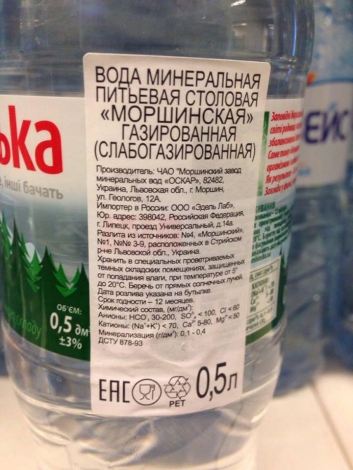 ВОДА МИНЕРАЛЬНАЯ
ПИТЬЕВАЯ СТОЛОВАЯ
«МОРШИНСКАЯ»
ГАЗИРОВАННАЯ
(СЛАБОГАЗИРОВАННАЯ)
Производитель: ЧАО "Моршинский завод
минеральных вод «ОСКАР», 82482,
Украина, Львовская обл., г. Моршин,
ул. Геологов, 12А.
Импортер в России: ООО «Эдель Лаб»,
Юр. адрес: 398042, Российская Федерация,
г. Липецк, проезд Универсальный, д.14а.
Разлита из источников: №4, «Моршинский»,
№1, №№ 3-9, расположенных в Стрийском
р-не Львовской обл., Украина.
Хранить в специальных проветриваемых
темных складских помещениях, защищенных
от попадания влаги, при температуре от 5°
до 20°С. Беречь от прямых солнечных лучей.
Дата розлива указана на бутылке.
Срок годности – 12 месяцев.
Химический состав (мг/дм³):
Анионы: HCO₃⁻ 30-200, SO₄²⁻< 100, Cl⁻ < 60
Катионы: (Na⁺+K⁺) < 70, Ca²⁺ 5-80, Mg²⁺ < 50
Минерализация (г/дм³): 0,1 - 0,4
ДСТУ 878-93
EAC
PET
0,5л
ька
інші бачать
ОБ'ЄМ:
0,5 дм
±3%
ЕЙС